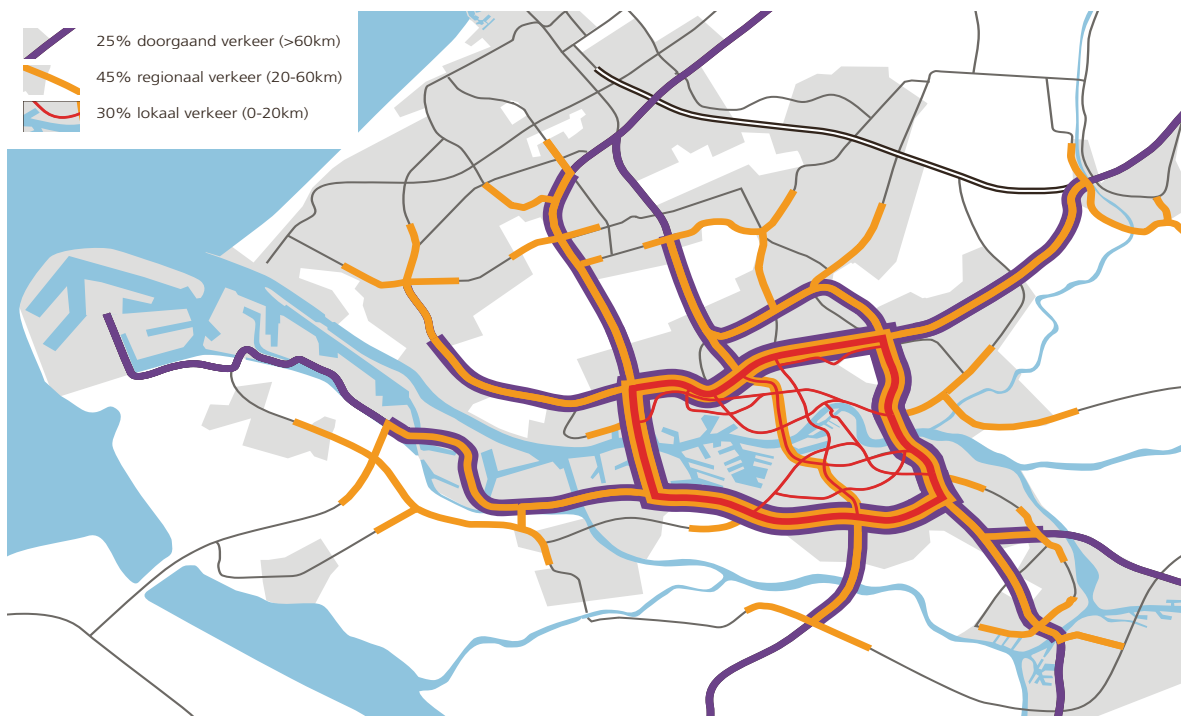 25% doorgaand verkeer (>60km)
45% regionaal verkeer (20-60km)
30% lokaal verkeer (0-20km)